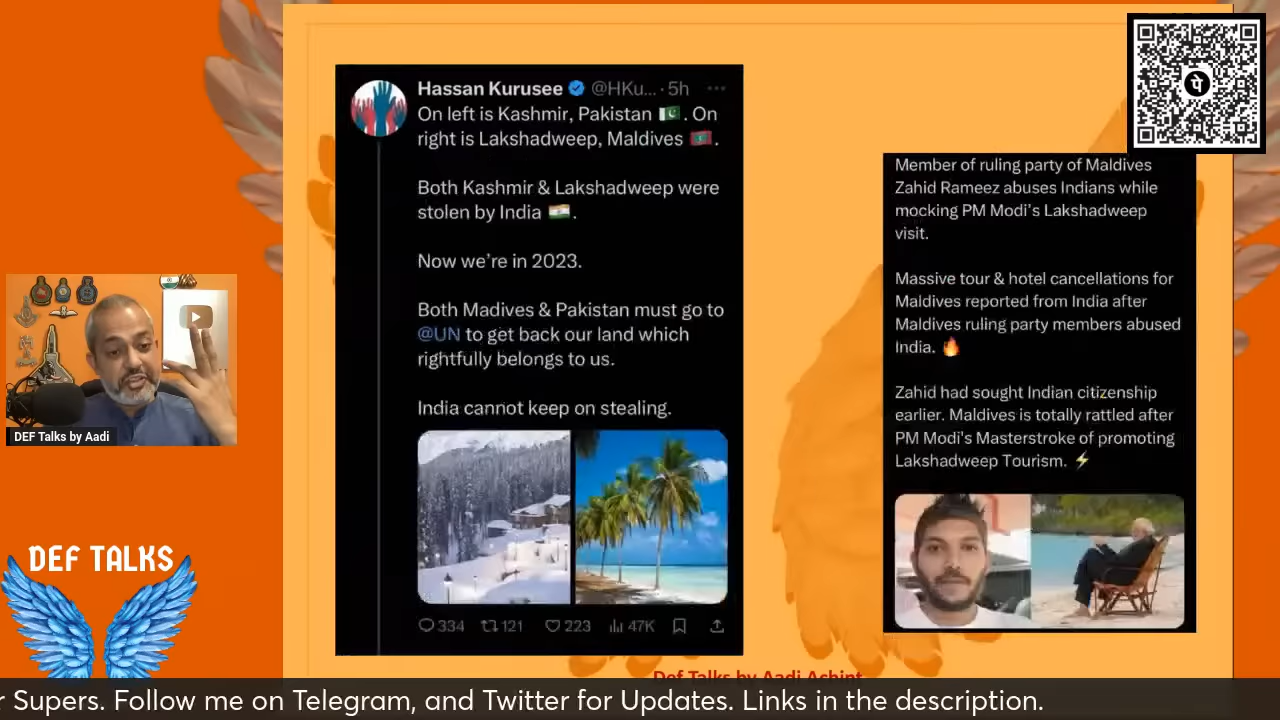 Hassan Kurusee @HKu... · 5h ...
On left is Kashmir, Pakistan 🇵🇰. On
right is Lakshadweep, Maldives 🇲🇻.
Both Kashmir & Lakshadweep were
stolen by India 🇮🇳.
Now we're in 2023.
Both Madives & Pakistan must go to
@UN to get back our land which
rightfully belongs to us.
India cannot keep on stealing.
334 121 223 47K
पे
Member of ruling party of Maldives
Zahid Rameez abuses Indians while
mocking PM Modi's Lakshadweep
visit.
Massive tour & hotel cancellations for
Maldives reported from India after
Maldives ruling party members abused
India. 🔥
Zahid had sought Indian citizenship
earlier. Maldives is totally rattled after
PM Modi's Masterstroke of promoting
Lakshadweep Tourism. ⚡
DEF Talks by Aadi
DEF TALKS
Def Talks by Aadi Achint
r Supers. Follow me on Telegram, and Twitter for Updates. Links in the description.